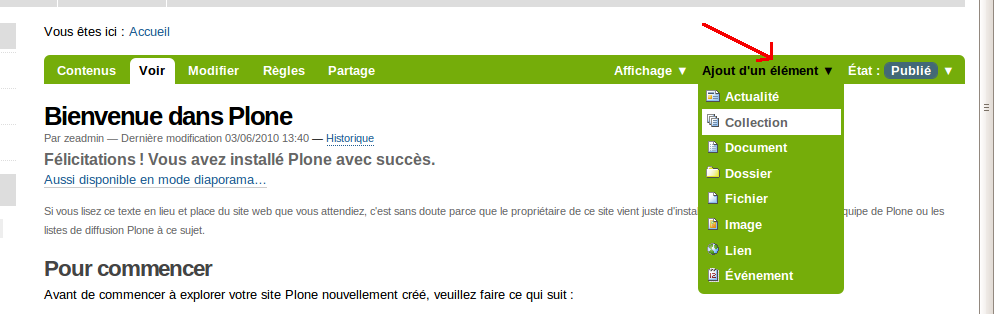 Vous êtes ici : Accueil
Contenus Voir Modifier Règles Partage Affichage ▼ Ajout d'un élément ▼ État : Publié ▼
Actualité
Collection
Document
Dossier
Fichier
Image
Lien
Événement
Bienvenue dans Plone
Par zeadmin — Dernière modification 03/06/2010 13:40 — Historique
Félicitations ! Vous avez installé Plone avec succès.
Aussi disponible en mode diaporama…
Si vous lisez ce texte en lieu et place du site web que vous attendiez, c'est sans doute parce que le propriétaire de ce site vient juste d'insta quipe de Plone ou les
listes de diffusion Plone à ce sujet.
Pour commencer
Avant de commencer à explorer votre site Plone nouvellement créé, veuillez faire ce qui suit :